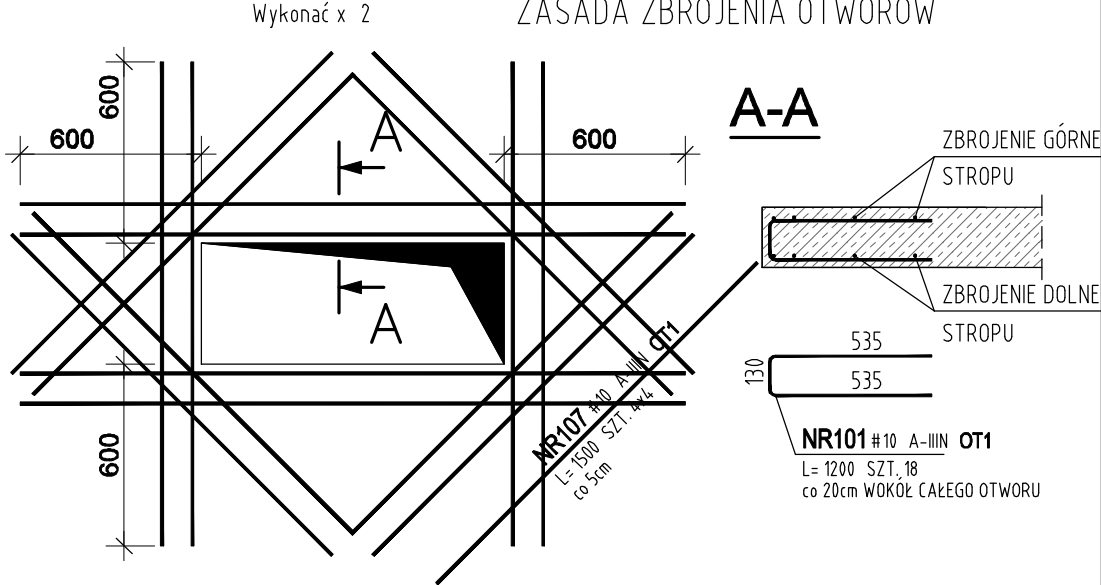 Wykonać x 2
ZASADA ZBROJENIA OTWORÓW
600
600
600
600
A
A
A-A
ZBROJENIE GÓRNE
STROPU
ZBROJENIE DOLNE
STROPU
NR107 #10 A-IIIN OT1
L= 1500 SZT. 4x4
co 5cm
535
130
535
NR101 #10 A-IIIN OT1
L= 1200 SZT. 18
co 20cm WOKÓŁ CAŁEGO OTWORU